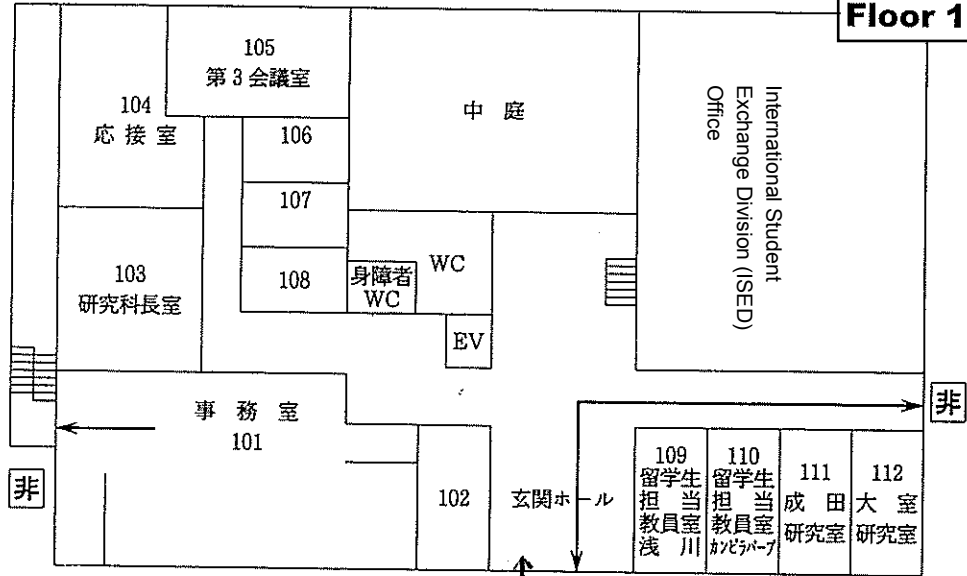 Floor 1
105
第3会議室
104
応接室
中庭
International Student
Exchange Division (ISED)
Office
106
107
103
研究科長室
108
身障者
WC
WC
EV
事務室
101
非
非
102
玄関ホール
109
留学生
担当
教員室
浅川
110
留学生
担当
教員室
カンピラパーブ
111
成田
研究室
112
大室
研究室